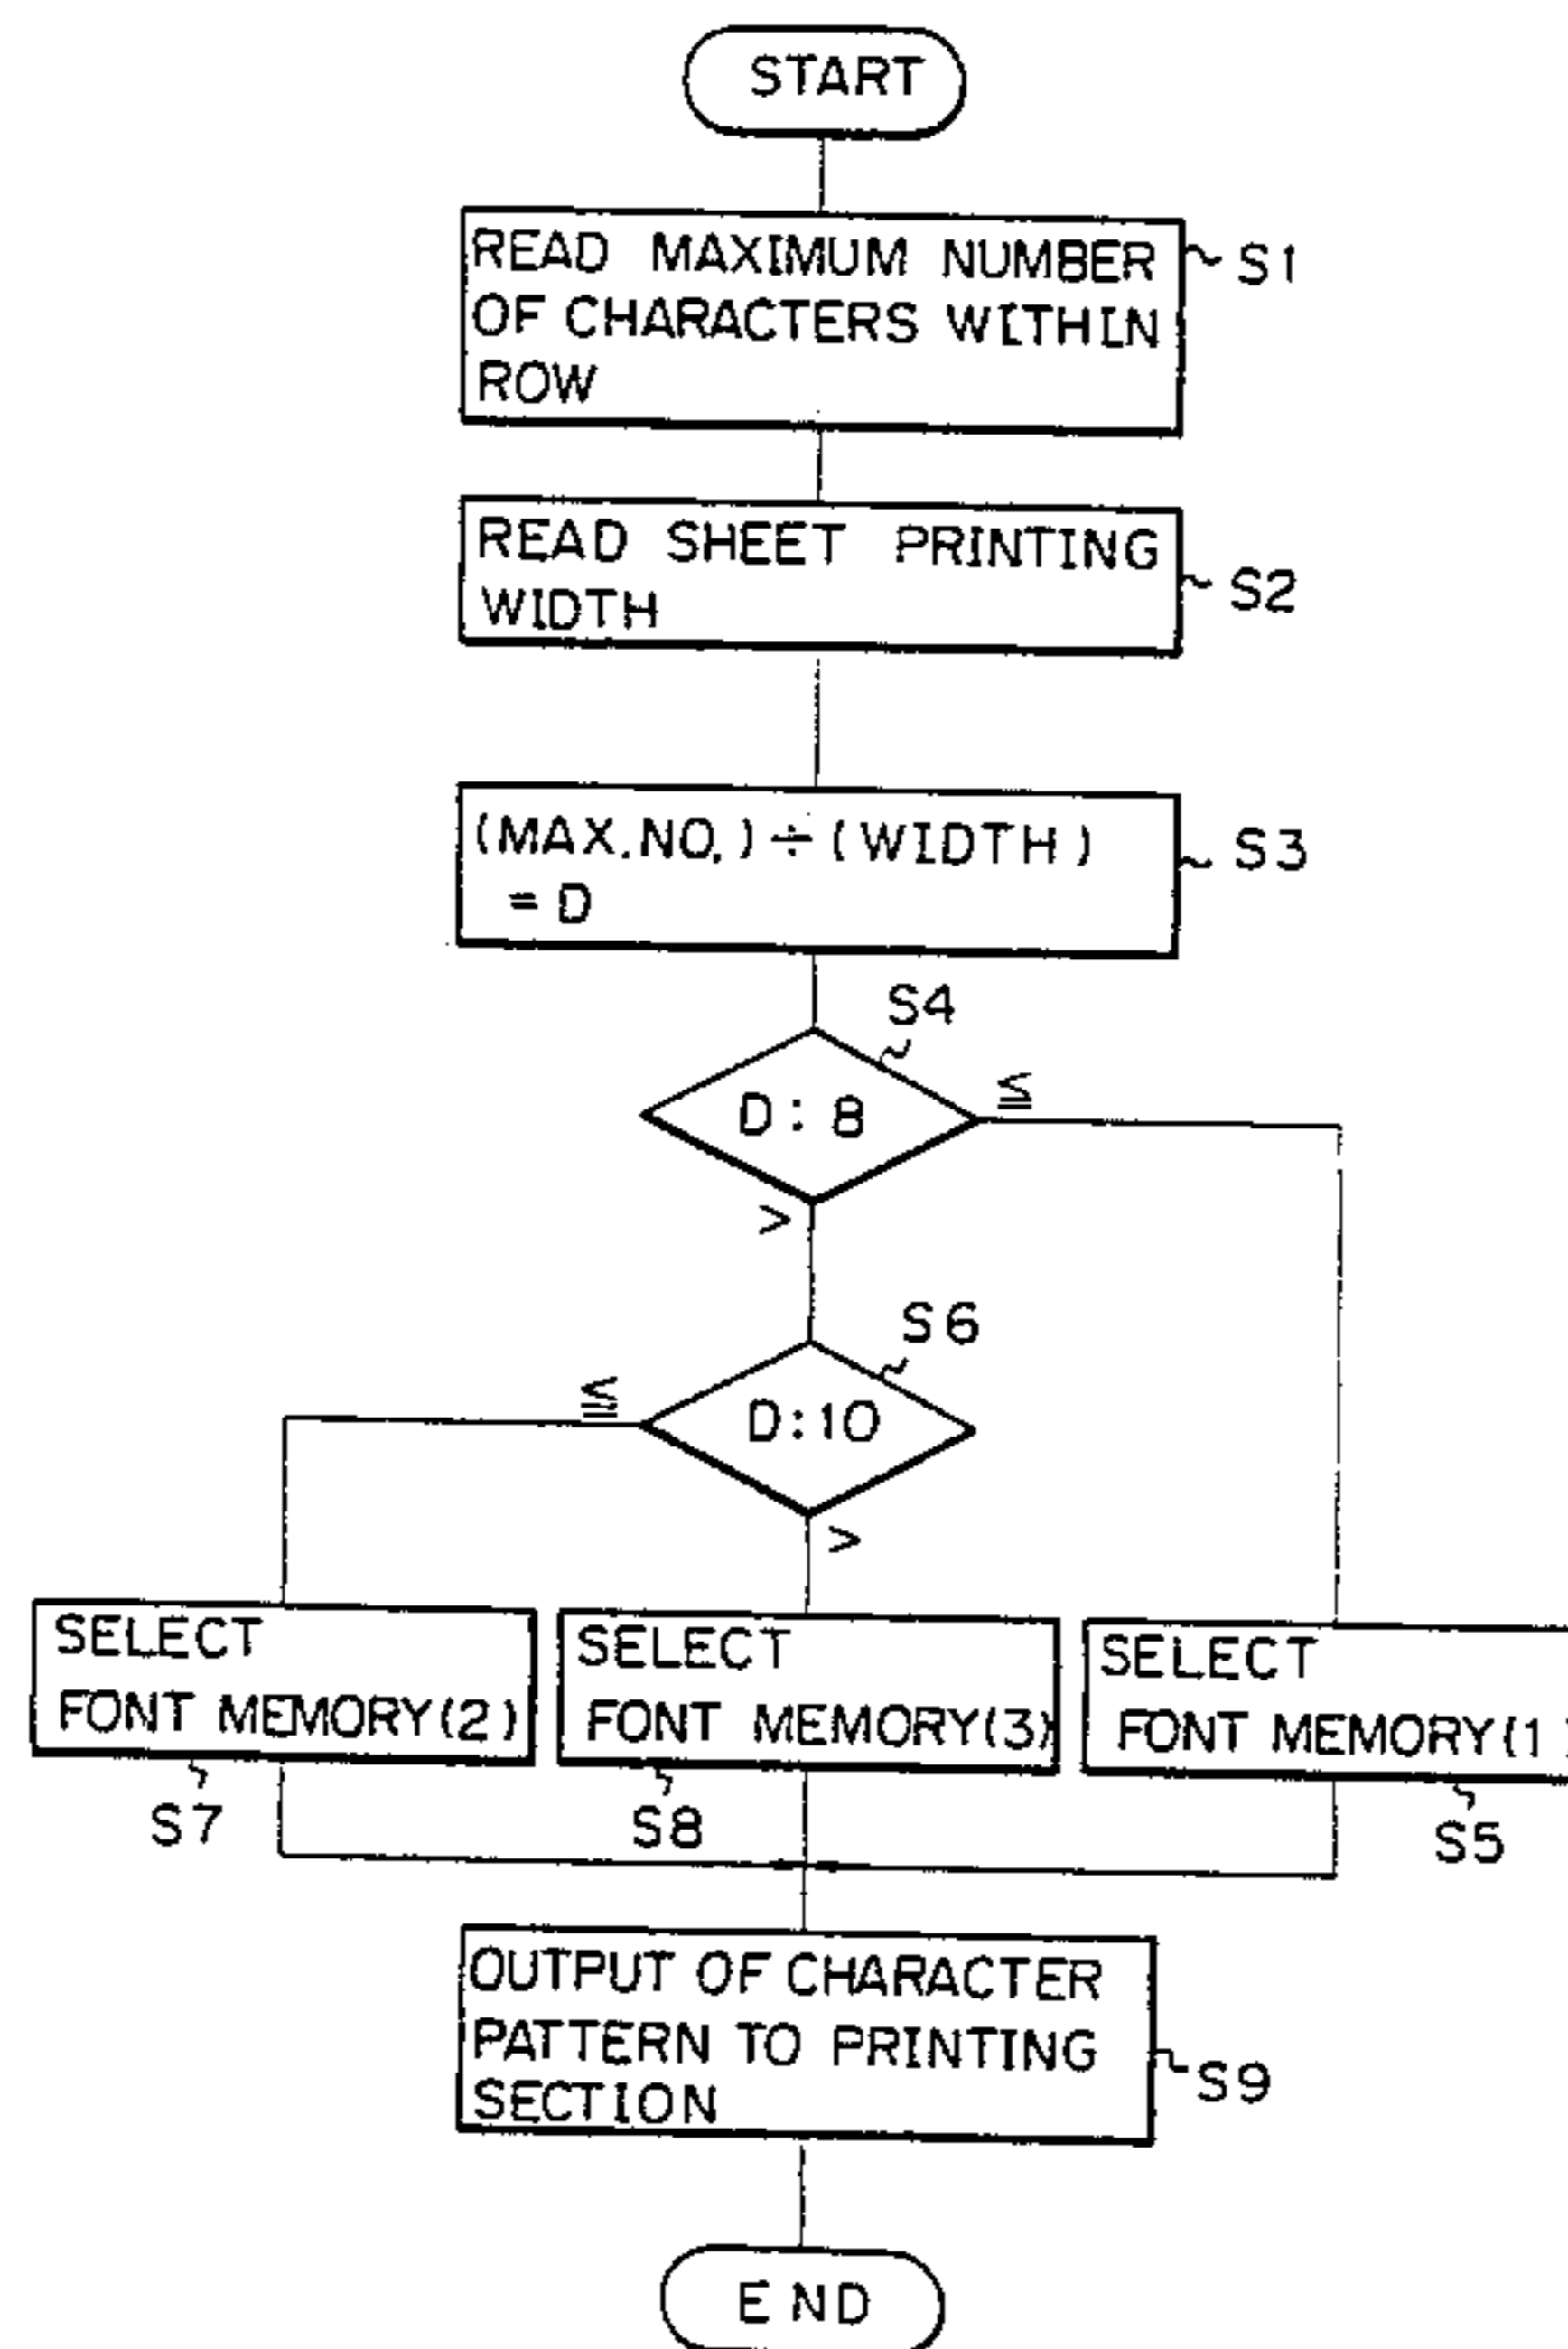 START
READ MAXIMUM NUMBER
OF CHARACTERS WITHIN
ROW
S1
READ SHEET PRINTING
WIDTH
S2
(MAX.NO.)÷(WIDTH)
= D
S3
S4
D:8
≦
>
S6
≦
D:10
>
SELECT
FONT MEMORY(2)
S7
SELECT
FONT MEMORY(3)
S8
SELECT
FONT MEMORY(1)
S5
OUTPUT OF CHARACTER
PATTERN TO PRINTING
SECTION
S9
END